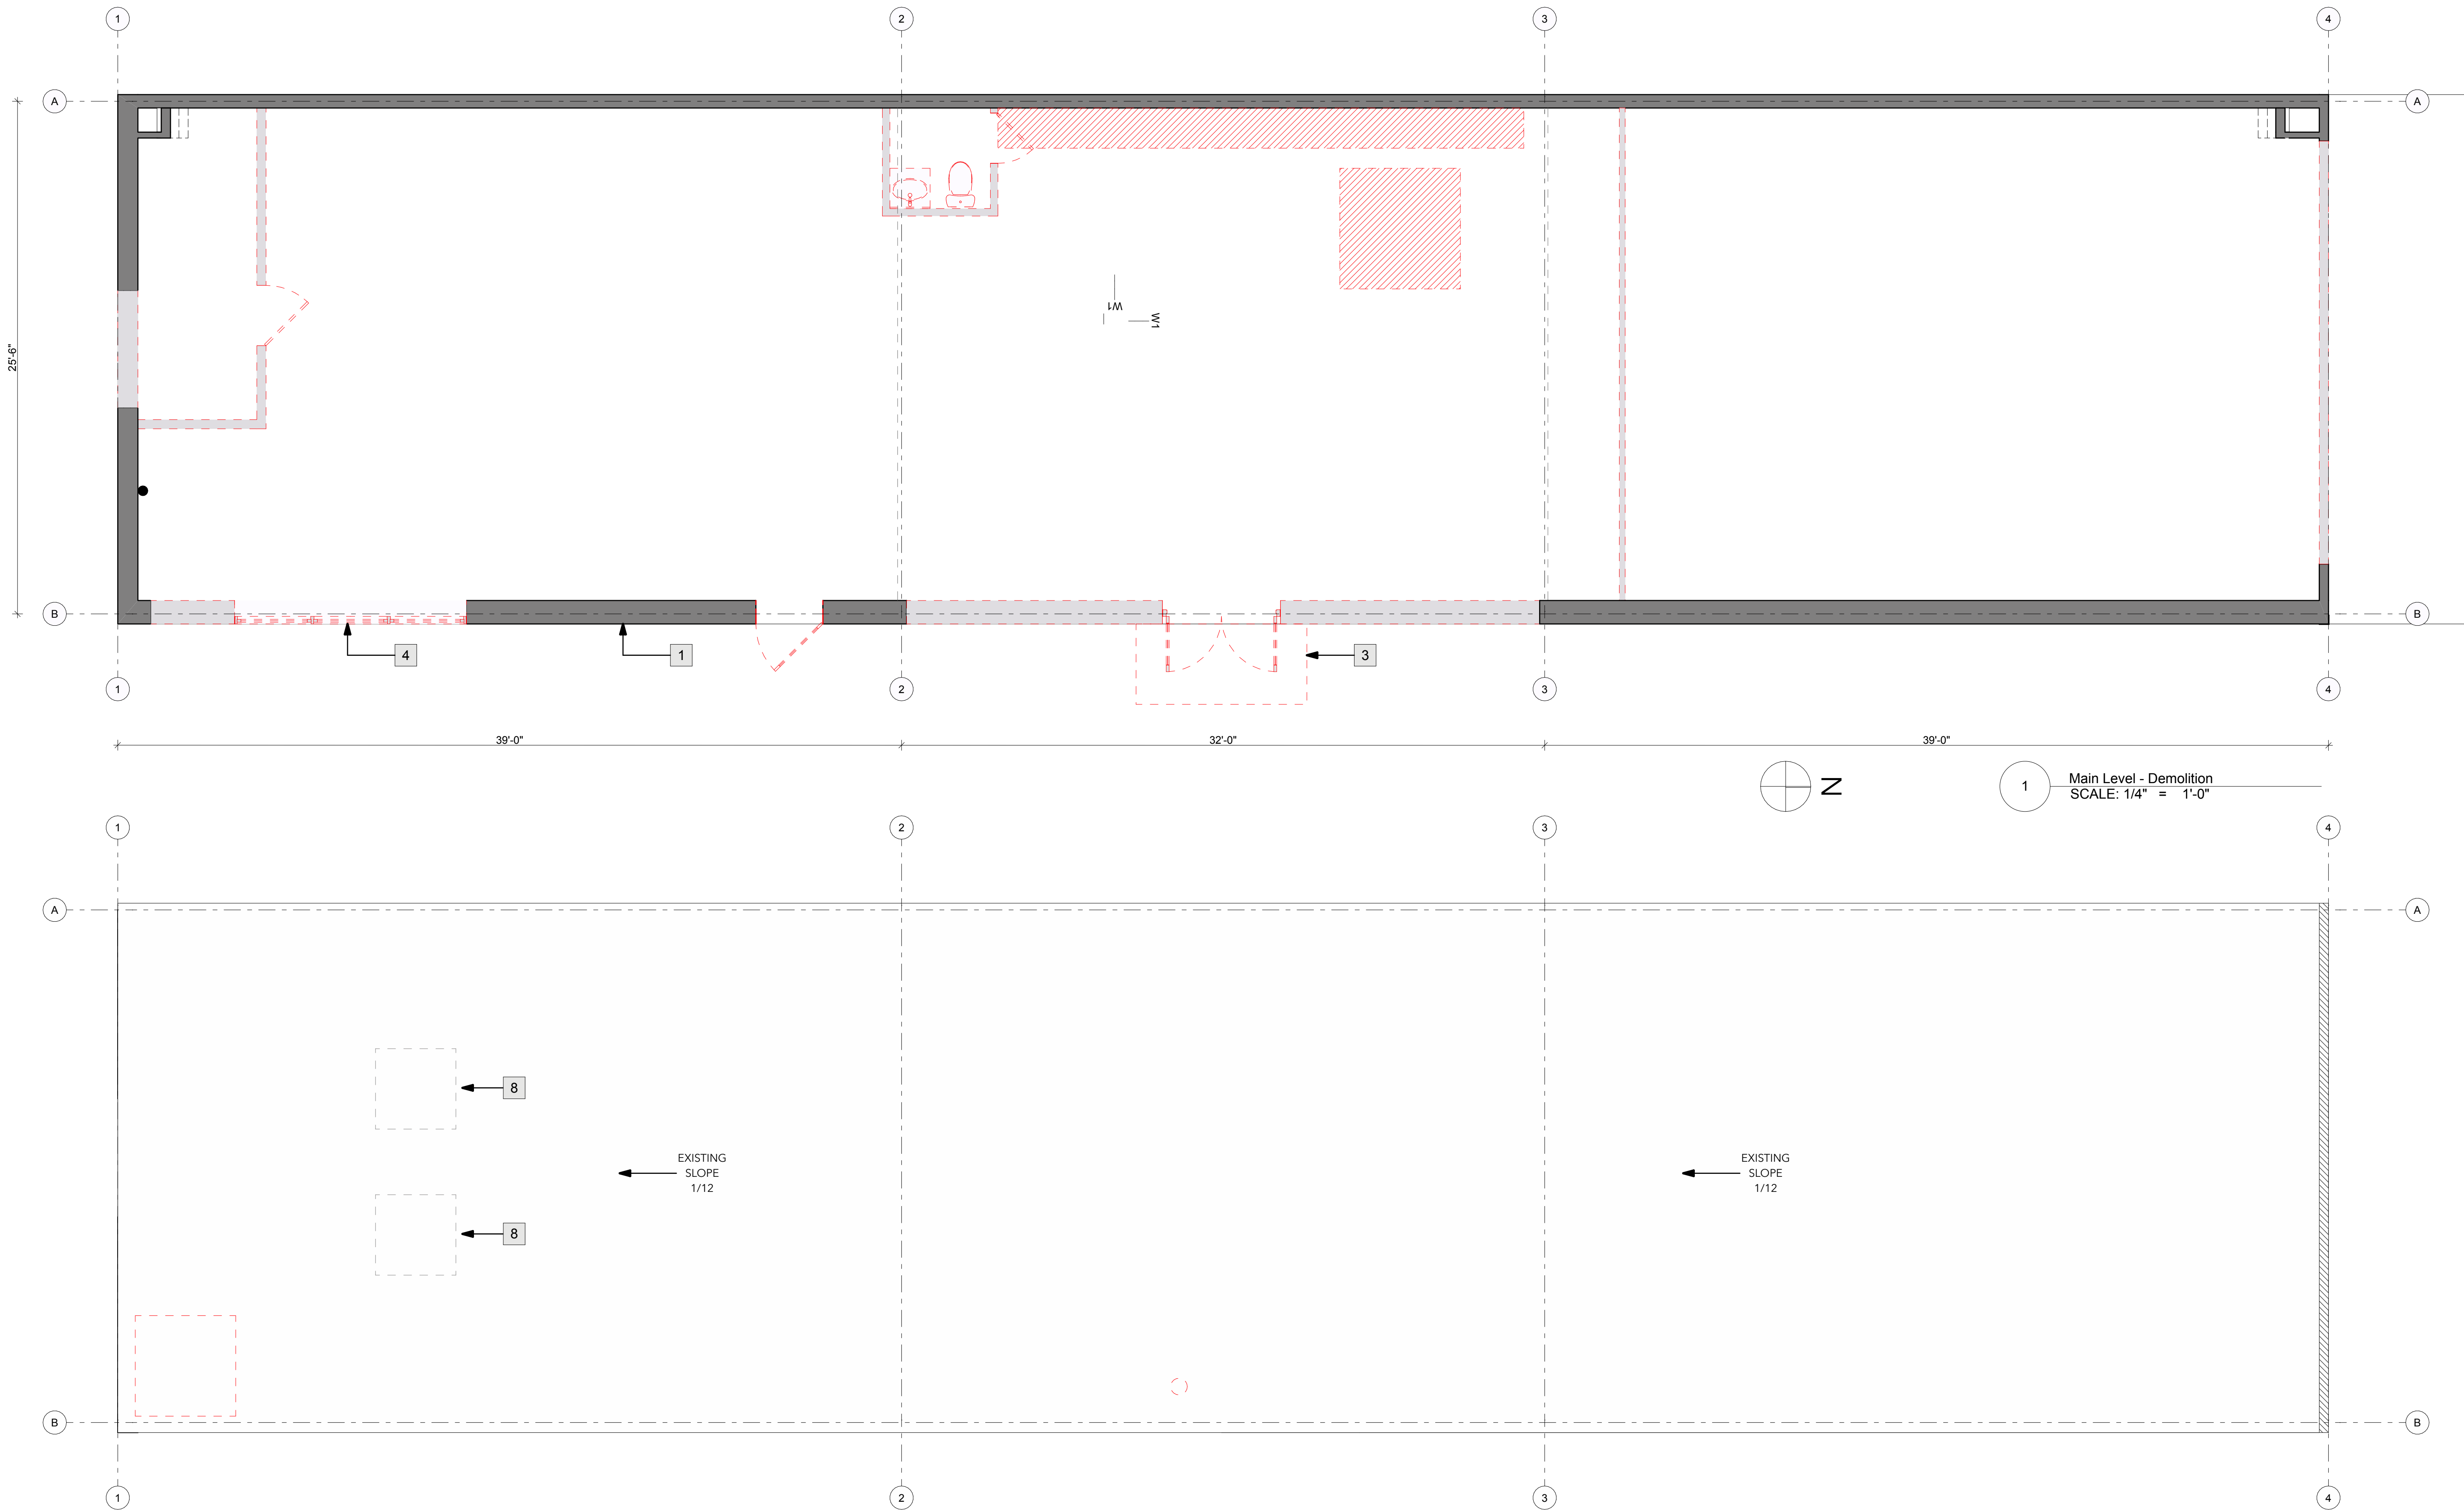 1
2
3
4
A
A
25'-6"
W1
W1
B
B
4
1
3
1
2
3
4
39'-0"
32'-0"
39'-0"
N
1
Main Level - Demolition
SCALE: 1/4" = 1'-0"
1
2
3
4
A
A
8
EXISTING
SLOPE
1/12
EXISTING
SLOPE
1/12
8
B
B
1
2
3
4